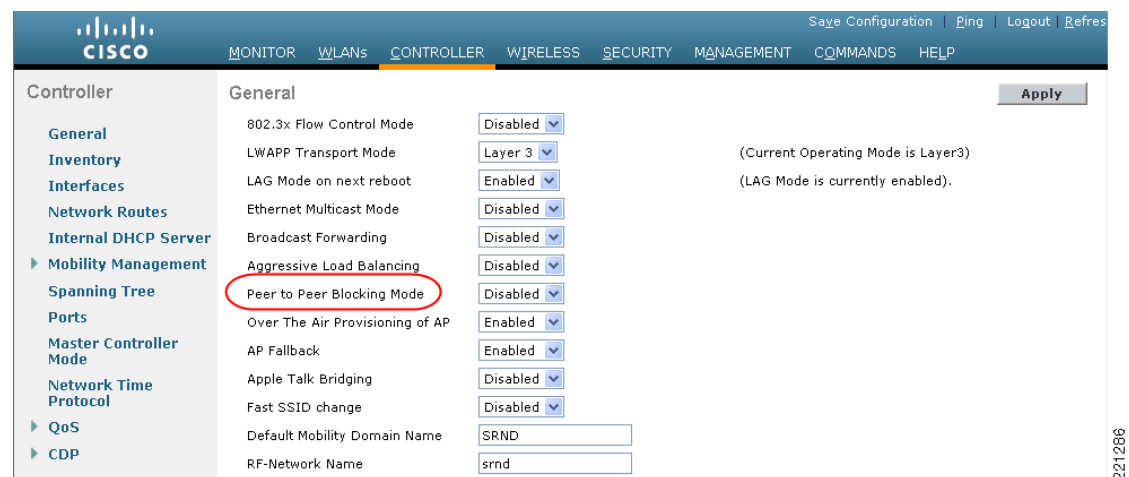 Save Configuration | Ping | Logout | Refres
CISCO
MONITOR WLANs CONTROLLER WIRELESS SECURITY MANAGEMENT COMMANDS HELP
Controller
General
Inventory
Interfaces
Network Routes
Internal DHCP Server
Mobility Management
Spanning Tree
Ports
Master Controller
Mode
Network Time
Protocol
QoS
CDP
General
Apply
802.3x Flow Control Mode Disabled
LWAPP Transport Mode Layer 3 (Current Operating Mode is Layer3)
LAG Mode on next reboot Enabled (LAG Mode is currently enabled).
Ethernet Multicast Mode Disabled
Broadcast Forwarding Disabled
Aggressive Load Balancing Disabled
Peer to Peer Blocking Mode Disabled
Over The Air Provisioning of AP Enabled
AP Fallback Enabled
Apple Talk Bridging Disabled
Fast SSID change Disabled
Default Mobility Domain Name SRND
RF-Network Name srnd
221286